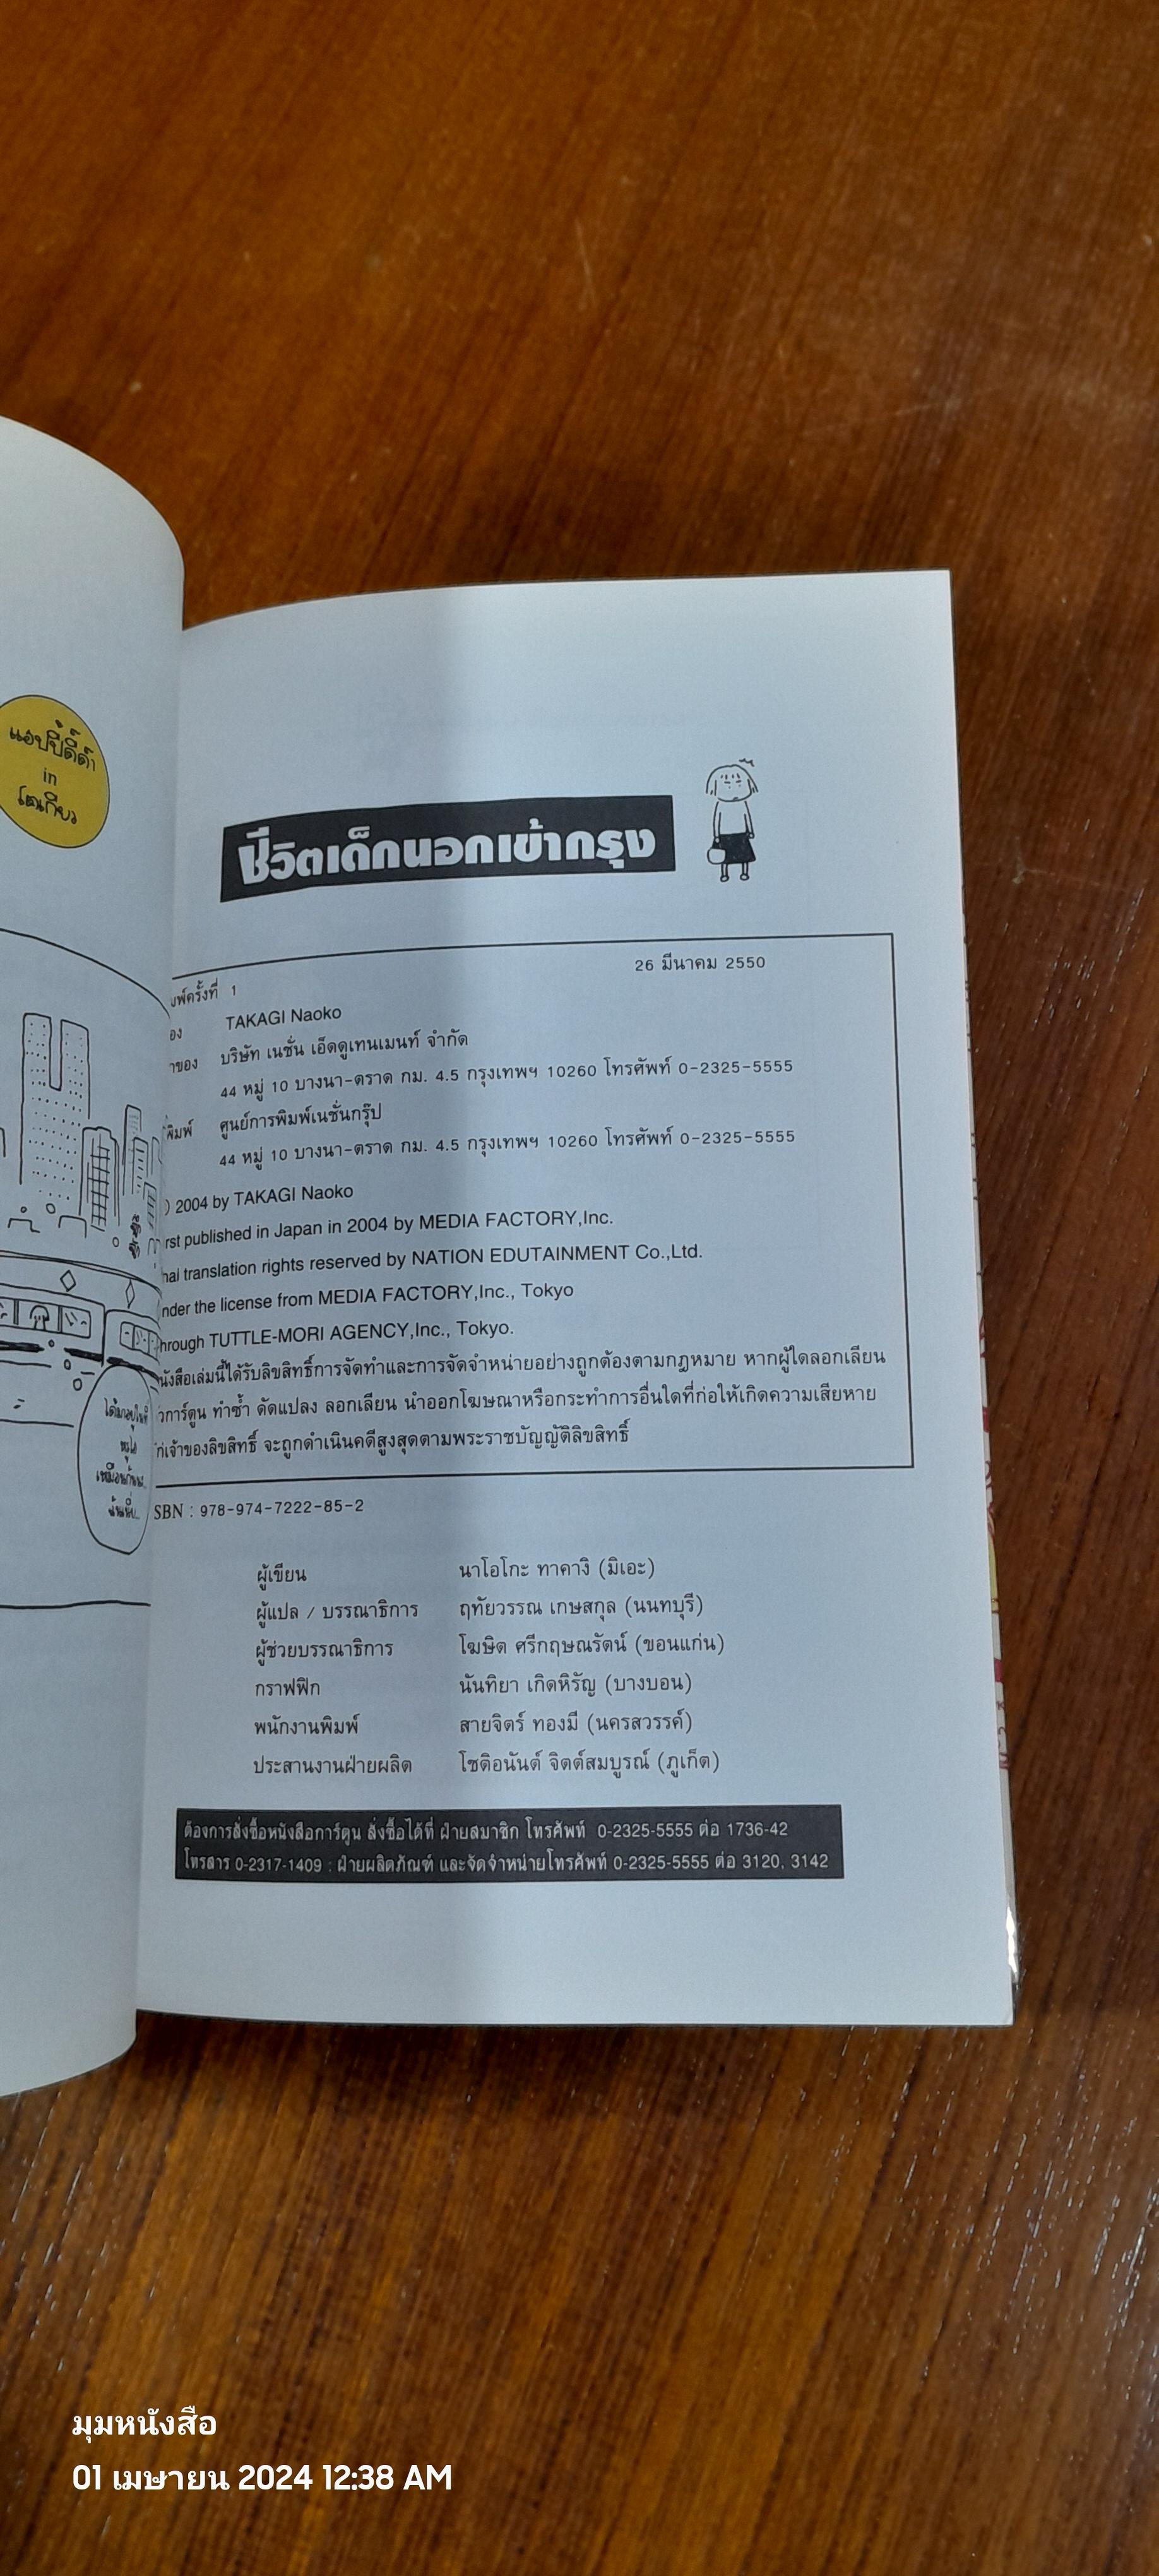 แฮปปี้ดี๊ด๊า
in
โตเกียว
ชีวิตเด็กนอกเข้ากรุง
พิมพ์ครั้งที่ 1 26 มีนาคม 2550
ของ TAKAGI Naoko
บริษัท เนชั่น เอ็ดดูเทนเมนท์ จำกัด
44 หมู่ 10 บางนา-ตราด กม. 4.5 กรุงเทพฯ 10260 โทรศัพท์ 0-2325-5555
พิมพ์ ศูนย์การพิมพ์เนชั่นกรุ๊ป
44 หมู่ 10 บางนา-ตราด กม. 4.5 กรุงเทพฯ 10260 โทรศัพท์ 0-2325-5555
) 2004 by TAKAGI Naoko
rst published in Japan in 2004 by MEDIA FACTORY,Inc.
hai translation rights reserved by NATION EDUTAINMENT Co.,Ltd.
nder the license from MEDIA FACTORY,Inc., Tokyo
hrough TUTTLE-MORI AGENCY,Inc., Tokyo.
นังสือเล่มนี้ได้รับลิขสิทธิ์การจัดทำและการจัดจำหน่ายอย่างถูกต้องตามกฎหมาย หากผู้ใดลอกเลียน
วการ์ตูน ทำซ้ำ ดัดแปลง ลอกเลียน นำออกโฆษณาหรือกระทำการอื่นใดที่ก่อให้เกิดความเสียหาย
ก่เจ้าของลิขสิทธิ์ จะถูกดำเนินคดีสูงสุดตามพระราชบัญญัติลิขสิทธิ์
SBN : 978-974-7222-85-2
ผู้เขียน นาโอโกะ ทาคางิ (มิเอะ)
ผู้แปล / บรรณาธิการ ฤทัยวรรณ เกษสกุล (นนทบุรี)
ผู้ช่วยบรรณาธิการ โฆษิต ศรีกฤษณรัตน์ (ขอนแก่น)
กราฟฟิก นันทิยา เกิดหิรัญ (บางบอน)
พนักงานพิมพ์ สายจิตร์ ทองมี (นครสวรรค์)
ประสานงานฝ่ายผลิต โชติอนันต์ จิตต์สมบูรณ์ (ภูเก็ต)
ต้องการสั่งซื้อหนังสือการ์ตูน สั่งซื้อได้ที่ ฝ่ายสมาชิก โทรศัพท์ 0-2325-5555 ต่อ 1736-42
โทรสาร 0-2317-1409 : ฝ่ายผลิตภัณฑ์ และจัดจำหน่ายโทรศัพท์ 0-2325-5555 ต่อ 3120, 3142
มุมหนังสือ
01 เมษายน 2024 12:38 AM